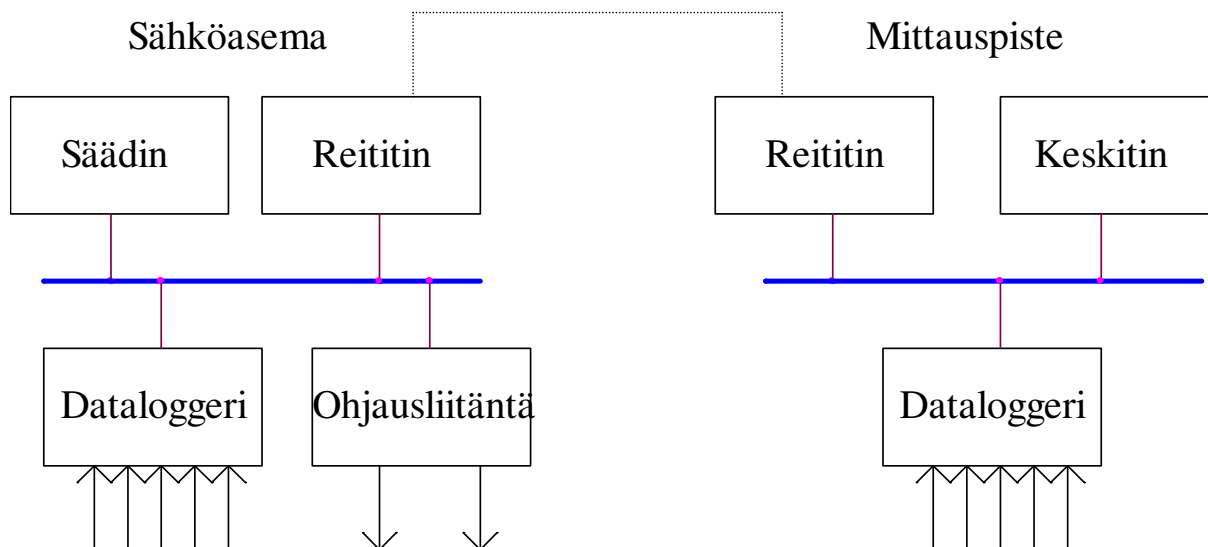 Sähköasema
Mittauspiste
Säädin
Reititin
Reititin
Keskitin
Dataloggeri
Ohjausliitäntä
Dataloggeri